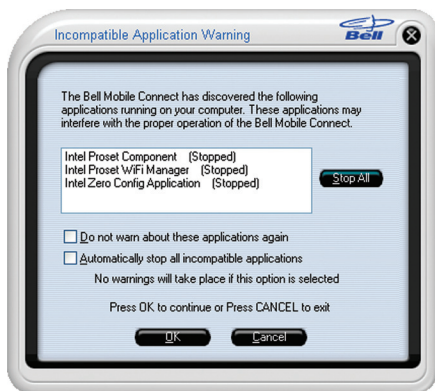 Incompatible Application Warning
Bell
The Bell Mobile Connect has discovered the following
applications running on your computer. These applications may
interfere with the proper operation of the Bell Mobile Connect.
Intel Proset Component (Stopped)
Intel Proset WiFi Manager (Stopped)
Intel Zero Config Application (Stopped)
Stop All
Do not warn about these applications again
Automatically stop all incompatible applications
No warnings will take place if this option is selected
Press OK to continue or Press CANCEL to exit
OK Cancel